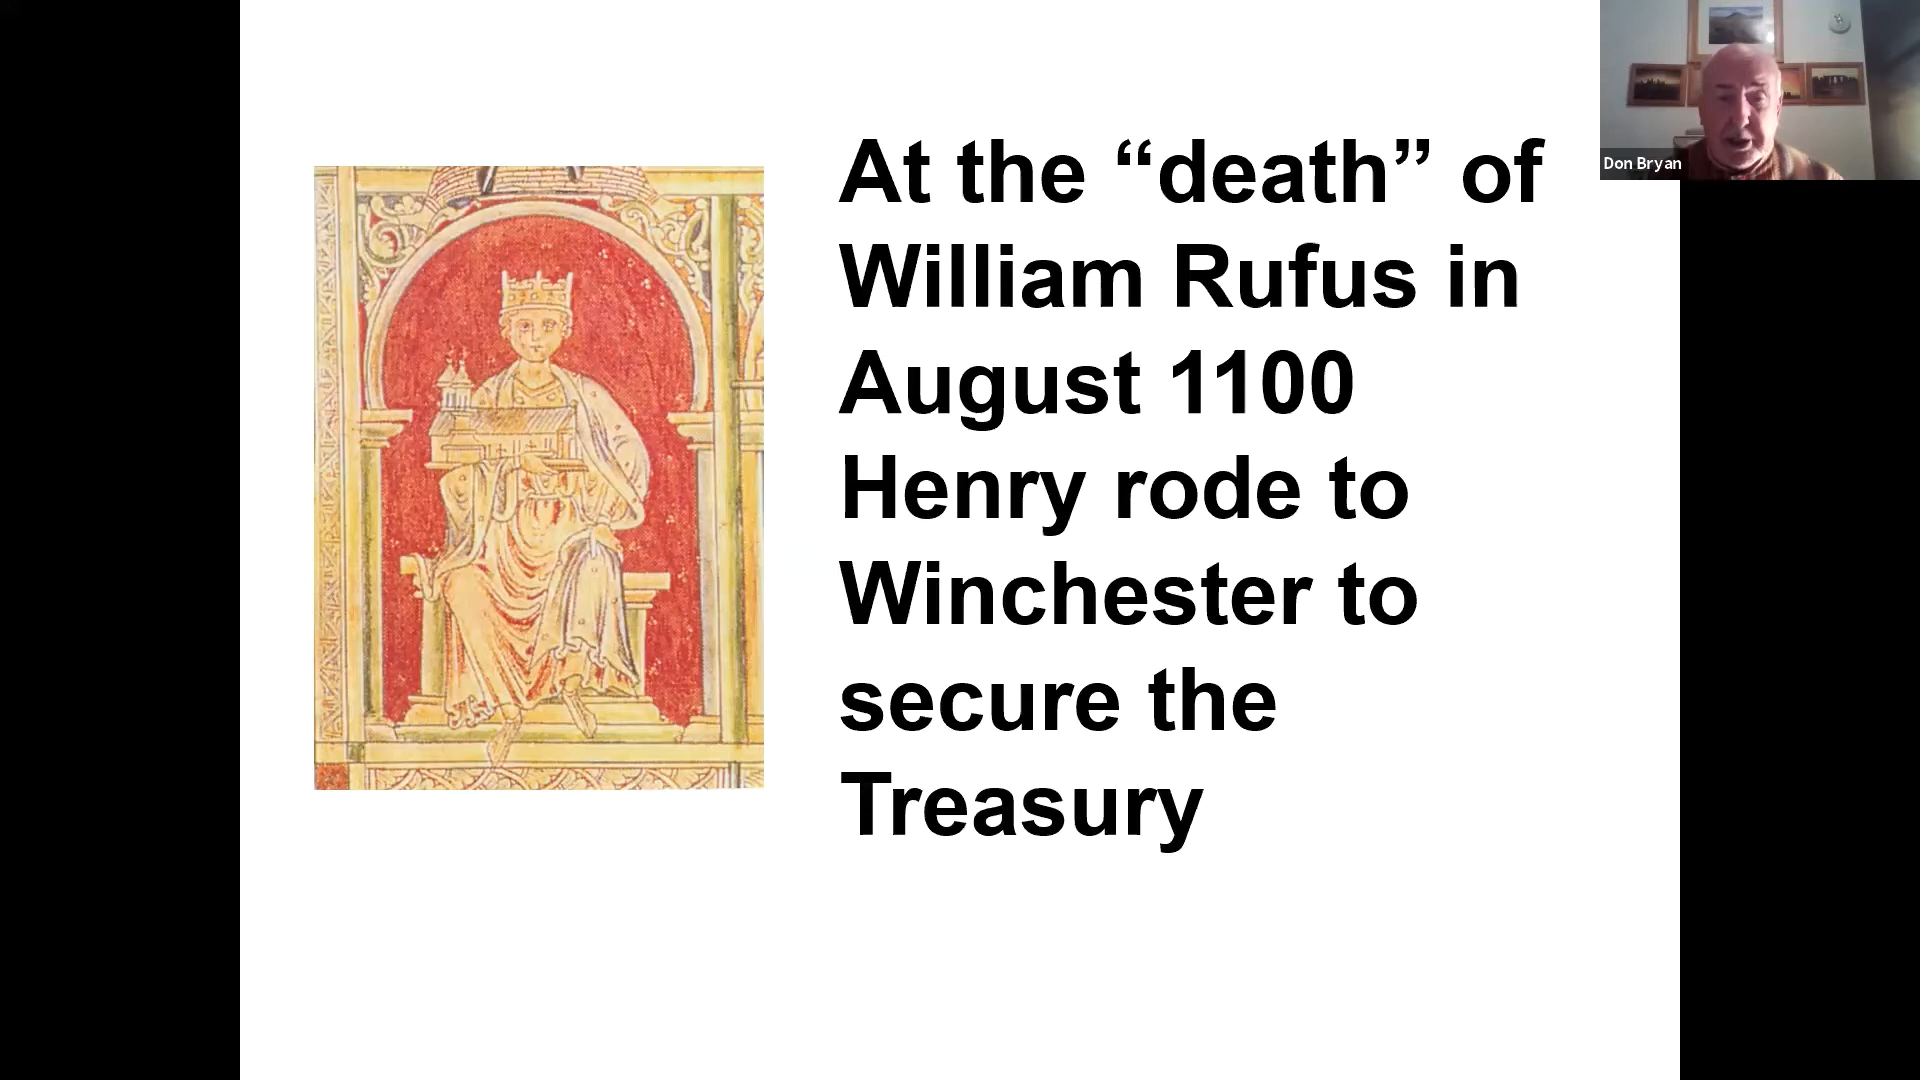 At the “death” of
William Rufus in
August 1100
Henry rode to
Winchester to
secure the
Treasury
Don Bryan